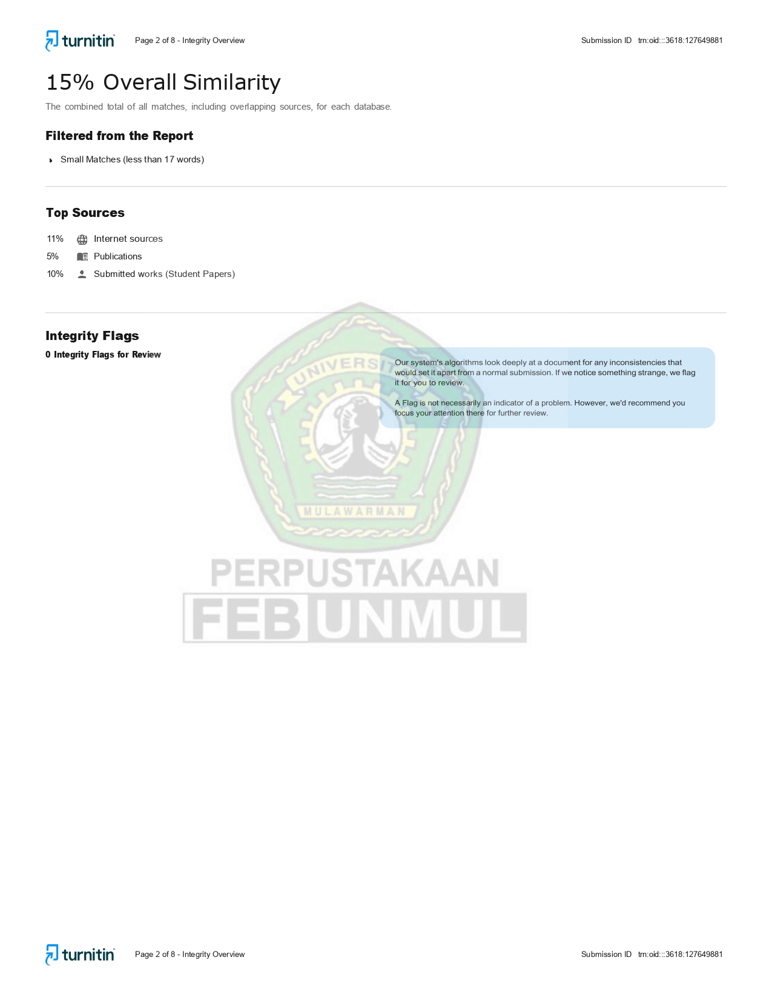 turnitin Page 2 of 8 - Integrity Overview Submission ID trn:oid:::3618:127649881
15% Overall Similarity
The combined total of all matches, including overlapping sources, for each database.
Filtered from the Report
Small Matches (less than 17 words)
Top Sources
11% Internet sources
5% Publications
10% Submitted works (Student Papers)
Integrity Flags
0 Integrity Flags for Review
Our system's algorithms look deeply at a document for any inconsistencies that
would set it apart from a normal submission. If we notice something strange, we flag
it for you to review.
A Flag is not necessarily an indicator of a problem. However, we'd recommend you
focus your attention there for further review.
MULAWARMAN
PERPUSTAKAAN
FEB UNMUL
turnitin Page 2 of 8 - Integrity Overview Submission ID trn:oid:::3618:127649881